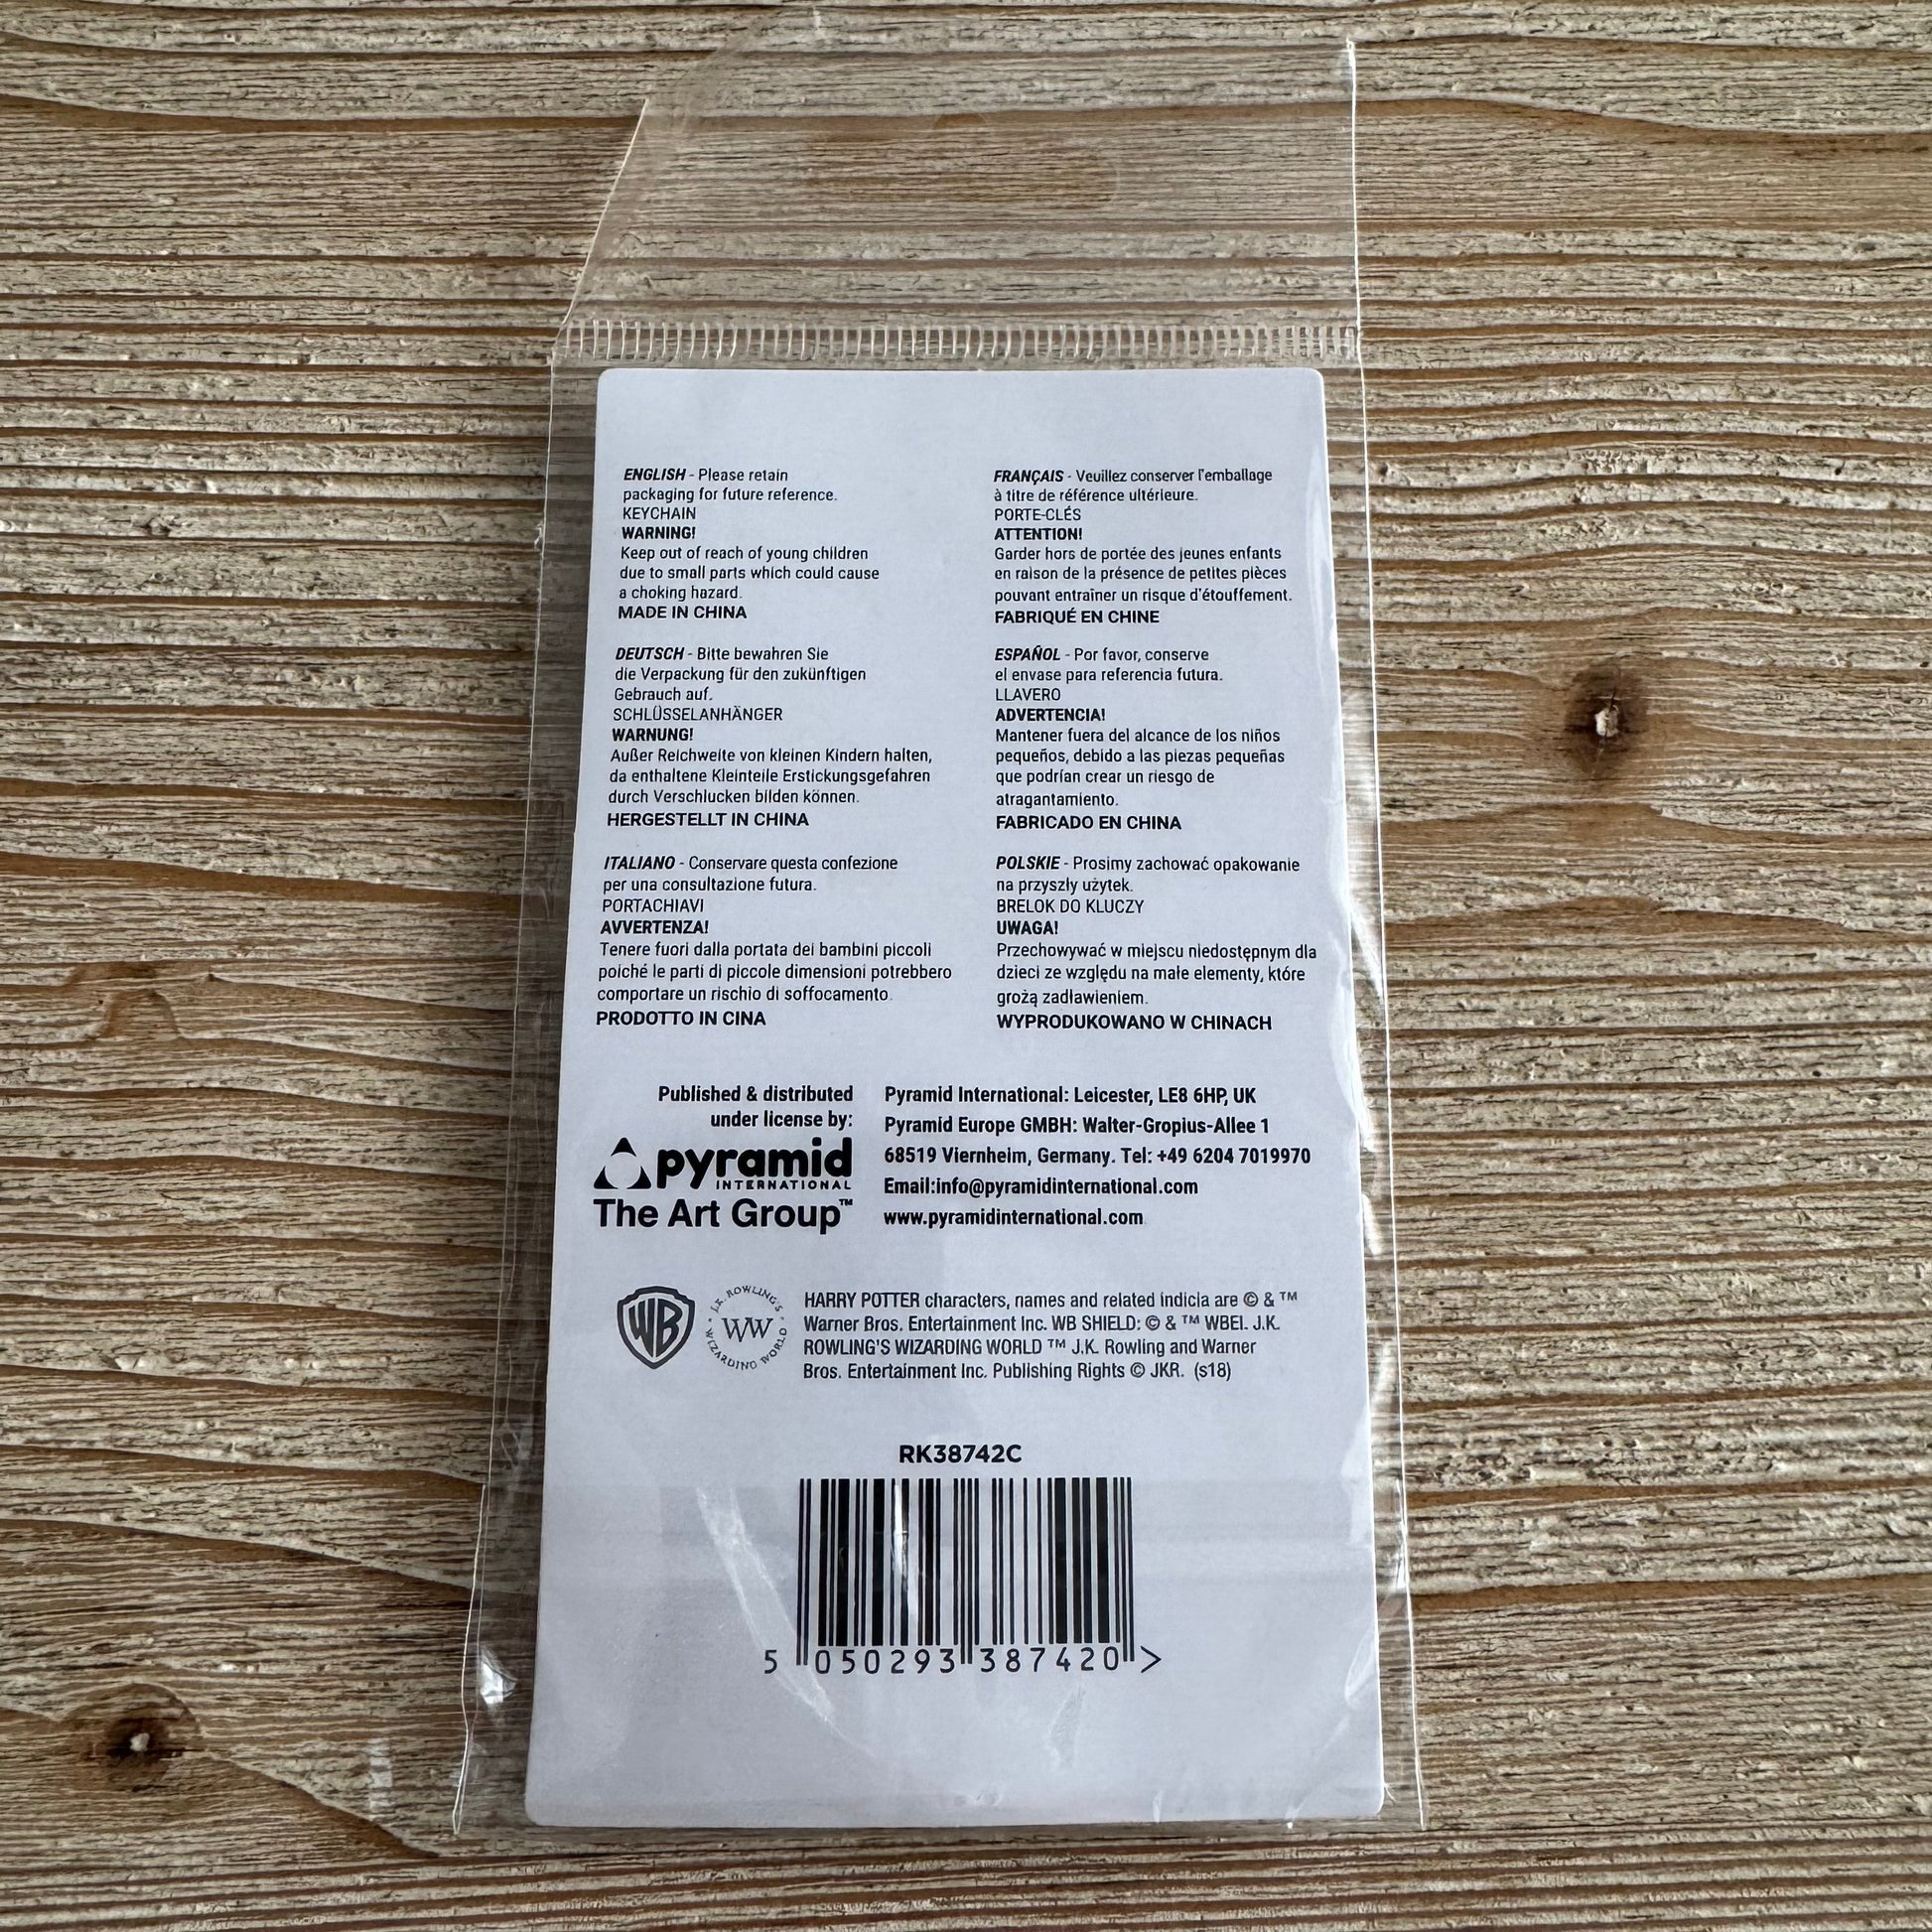 ENGLISH - Please retain
packaging for future reference.
KEYCHAIN
WARNING!
Keep out of reach of young children
due to small parts which could cause
a choking hazard.
MADE IN CHINA
FRANÇAIS - Veuillez conserver l'emballage
à titre de référence ultérieure.
PORTE-CLÉS
ATTENTION!
Garder hors de portée des jeunes enfants
en raison de la présence de petites pièces
pouvant entraîner un risque d'étouffement.
FABRIQUÉ EN CHINE
DEUTSCH - Bitte bewahren Sie
die Verpackung für den zukünftigen
Gebrauch auf.
SCHLÜSSELANHÄNGER
WARNUNG!
Außer Reichweite von kleinen Kindern halten,
da enthaltene Kleinteile Erstickungsgefahren
durch Verschlucken bilden können.
HERGESTELLT IN CHINA
ESPAÑOL - Por favor, conserve
el envase para referencia futura.
LLAVERO
ADVERTENCIA!
Mantener fuera del alcance de los niños
pequeños, debido a las piezas pequeñas
que podrían crear un riesgo de
atragantamiento.
FABRICADO EN CHINA
ITALIANO - Conservare questa confezione
per una consultazione futura.
PORTACHIAVI
AVVERTENZA!
Tenere fuori dalla portata dei bambini piccoli
poiché le parti di piccole dimensioni potrebbero
comportare un rischio di soffocamento.
PRODOTTO IN CINA
POLSKIE - Prosimy zachować opakowanie
na przyszły użytek.
BRELOK DO KLUCZY
UWAGA!
Przechowywać w miejscu niedostępnym dla
dzieci ze względu na małe elementy, które
grożą zadławieniem.
WYPRODUKOWANO W CHINACH
Published & distributed
under license by:
pyramid
INTERNATIONAL
The Art Group™
Pyramid International: Leicester, LE8 6HP, UK
Pyramid Europe GMBH: Walter-Gropius-Allee 1
68519 Viernheim, Germany. Tel: +49 6204 7019970
Email:info@pyramidinternational.com
www.pyramidinternational.com
WB
J.K. ROWLING'S
WW
WIZARDING WORLD
HARRY POTTER characters, names and related indicia are © & ™
Warner Bros. Entertainment Inc. WB SHIELD: © & ™ WBEI. J.K.
ROWLING'S WIZARDING WORLD ™ J.K. Rowling and Warner
Bros. Entertainment Inc. Publishing Rights © JKR. (s18)
RK38742C
5 050293 387420 >